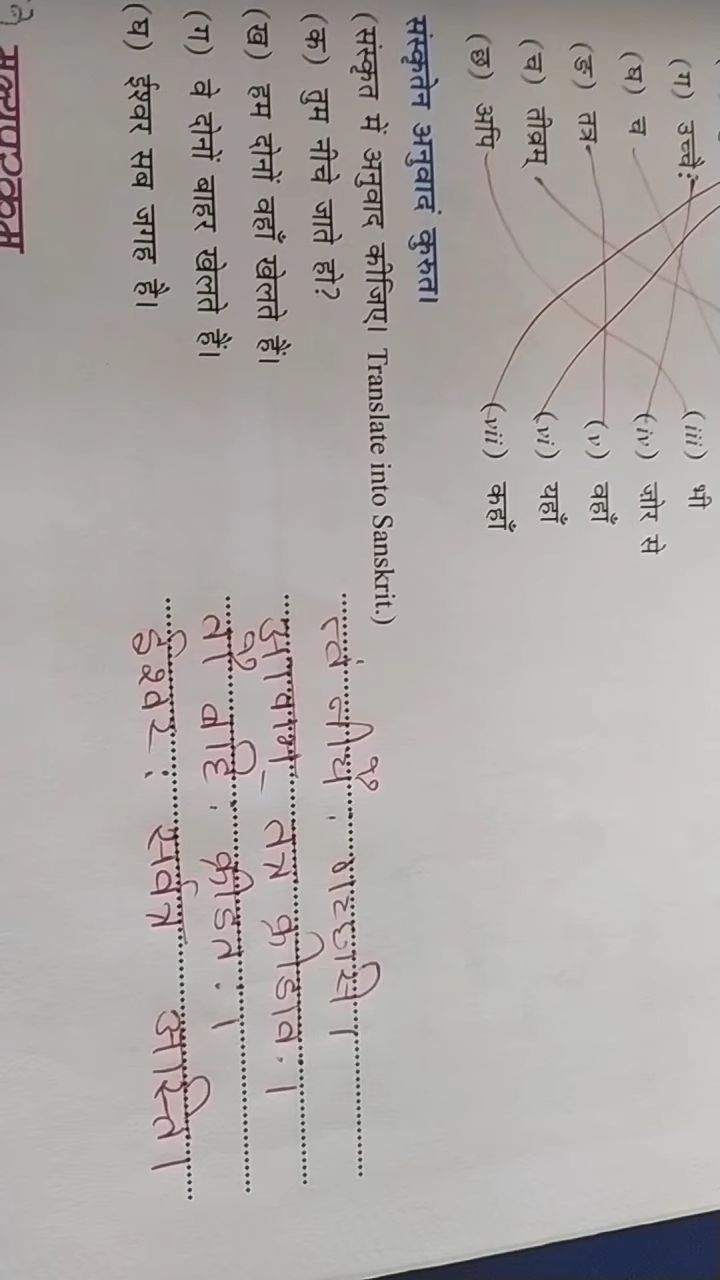 (ग) उच्चैः (iii) भी
(घ) च (iv) ज़ोर से
(ङ) तत्र (v) वहाँ
(च) तीव्रम् (vi) यहाँ
(छ) अपि (vii) कहाँ
संस्कृतेन अनुवादं कुरुत।
(संस्कृत में अनुवाद कीजिए। Translate into Sanskrit.)
(क) तुम नीचे जाते हो? त्वं नीचैः गच्छसि।
(ख) हम दोनों वहाँ खेलते हैं। आवाम् तत्र क्रीडावः।
(ग) वे दोनों बाहर खेलते हैं। तौ बहिः क्रीडतः।
(घ) ईश्वर सब जगह है। ईश्वरः सर्वत्र अस्ति।